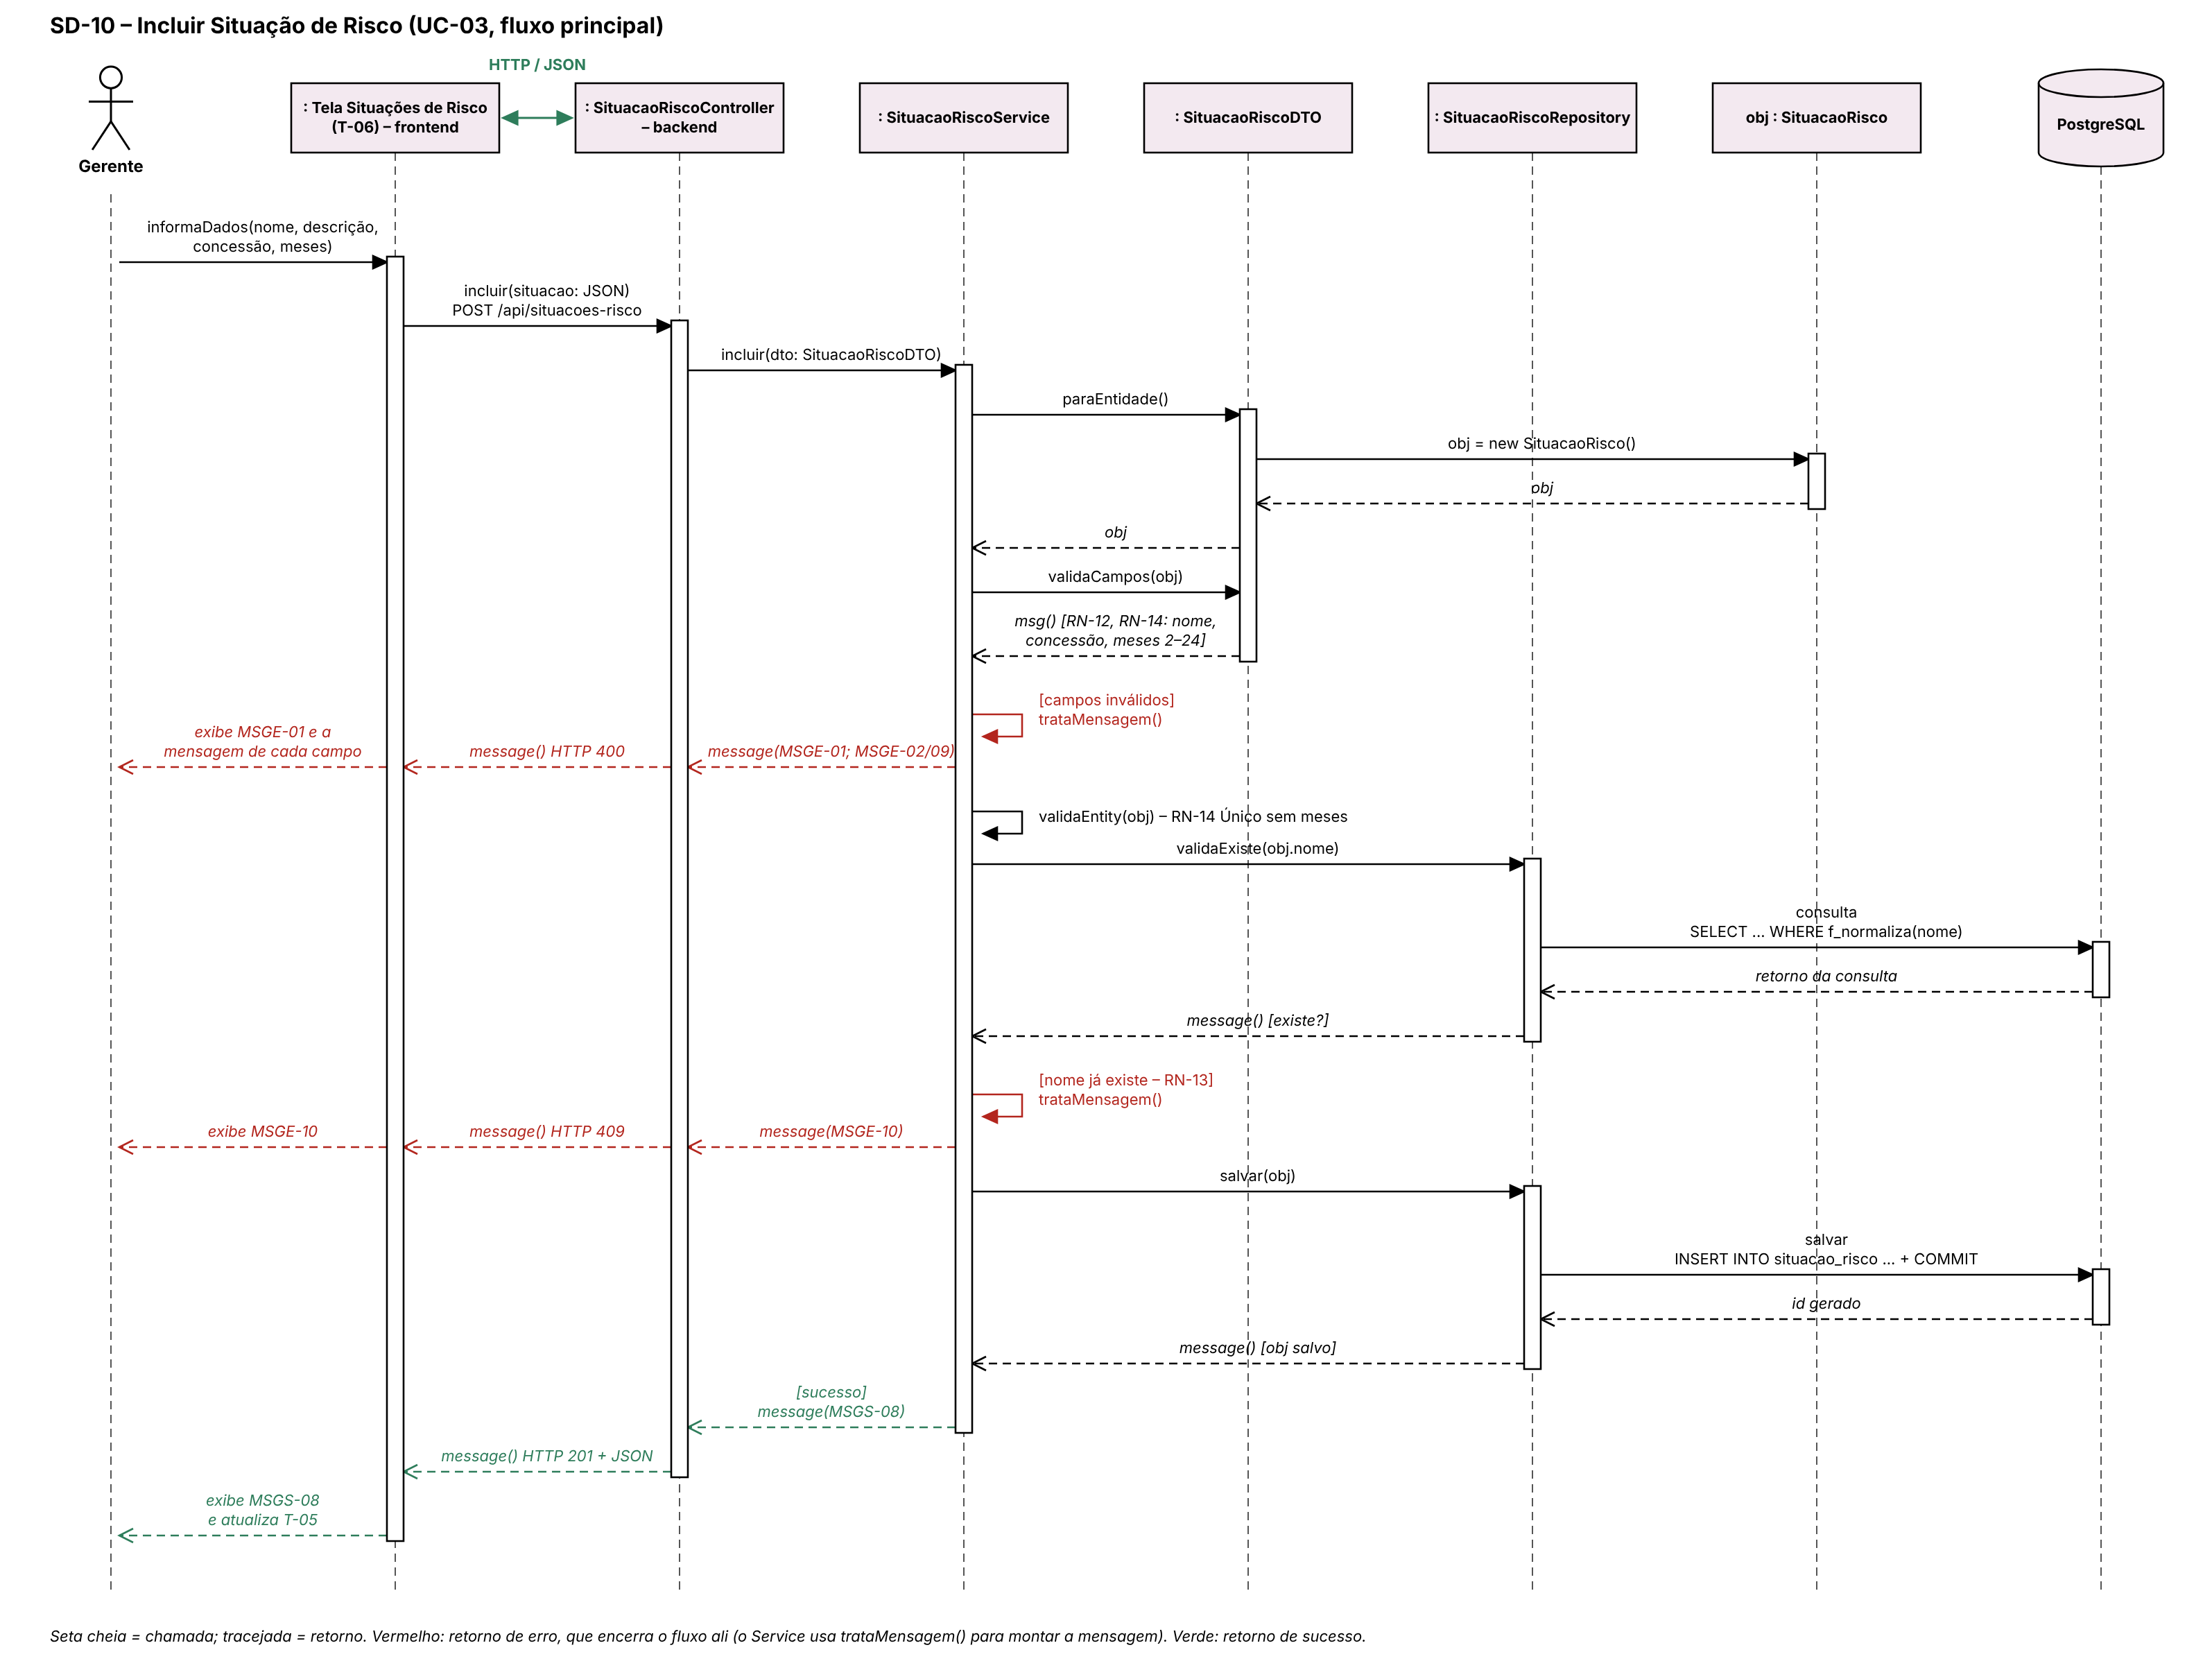 SD-10 – Incluir Situação de Risco (UC-03, fluxo principal)
HTTP / JSON
Gerente
: Tela Situações de Risco
(T-06) – frontend
: SituacaoRiscoController
– backend
: SituacaoRiscoService
: SituacaoRiscoDTO
: SituacaoRiscoRepository
obj : SituacaoRisco
PostgreSQL
informaDados(nome, descrição,
concessão, meses)
incluir(situacao: JSON)
POST /api/situacoes-risco
incluir(dto: SituacaoRiscoDTO)
paraEntidade()
obj = new SituacaoRisco()
obj
obj
validaCampos(obj)
msg() [RN-12, RN-14: nome,
concessão, meses 2–24]
[campos inválidos]
trataMensagem()
exibe MSGE-01 e a
mensagem de cada campo
message() HTTP 400
message(MSGE-01; MSGE-02/09)
validaEntity(obj) – RN-14 Único sem meses
validaExiste(obj.nome)
consulta
SELECT ... WHERE f_normaliza(nome)
retorno da consulta
message() [existe?]
[nome já existe – RN-13]
trataMensagem()
exibe MSGE-10
message() HTTP 409
message(MSGE-10)
salvar(obj)
salvar
INSERT INTO situacao_risco ... + COMMIT
id gerado
message() [obj salvo]
[sucesso]
message(MSGS-08)
message() HTTP 201 + JSON
exibe MSGS-08
e atualiza T-05
Seta cheia = chamada; tracejada = retorno. Vermelho: retorno de erro, que encerra o fluxo ali (o Service usa trataMensagem() para montar a mensagem). Verde: retorno de sucesso.